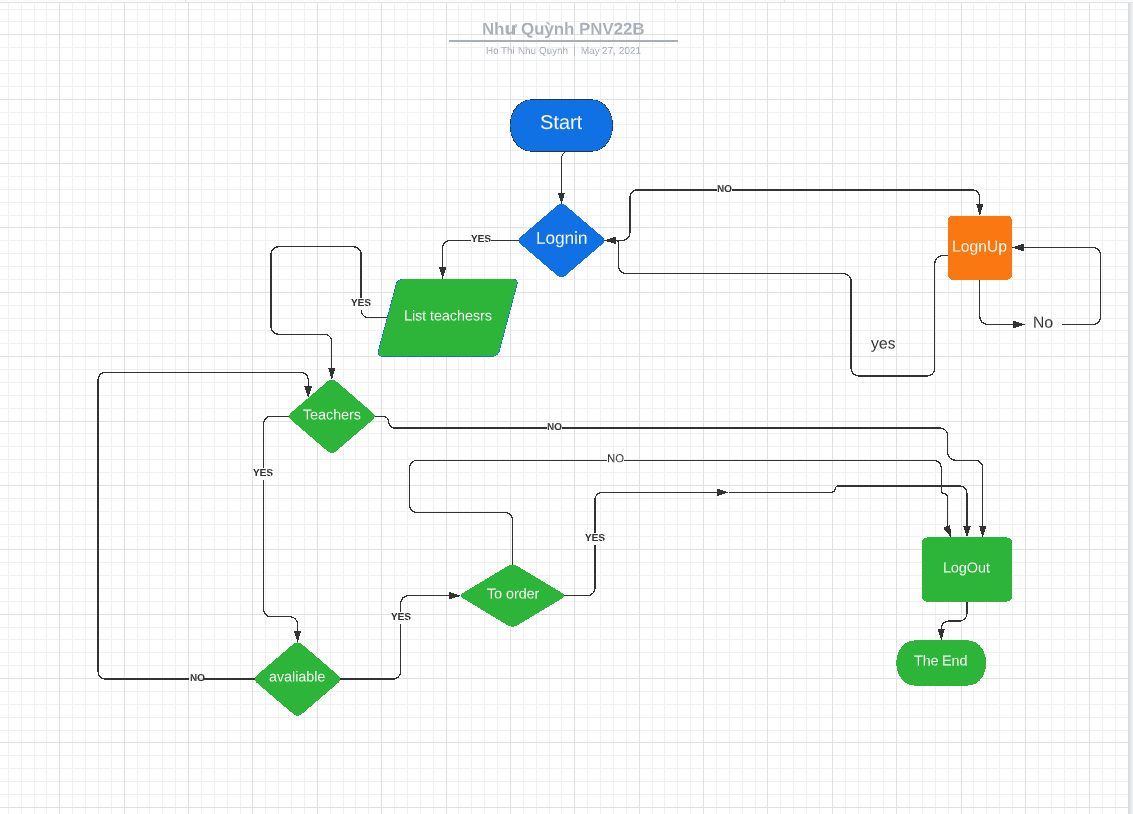 Như Quỳnh PNV22B
Ho Thi Nhu Quynh | May 27, 2021
Start
NO
Lognin
YES
LognUp
YES
List teachesrs
No
yes
Teachers
NO
NO
YES
YES
LogOut
To order
YES
The End
avaliable
NO